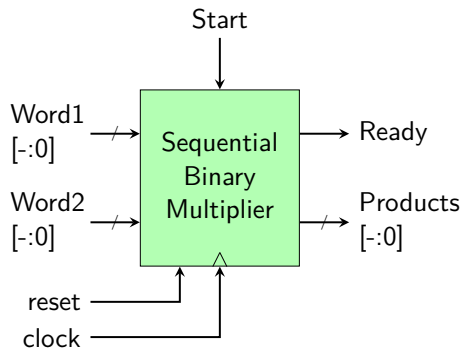 Start
Word1
[-:0]
Sequential
Binary
Multiplier
Ready
Word2
[-:0]
Products
[-:0]
reset
clock